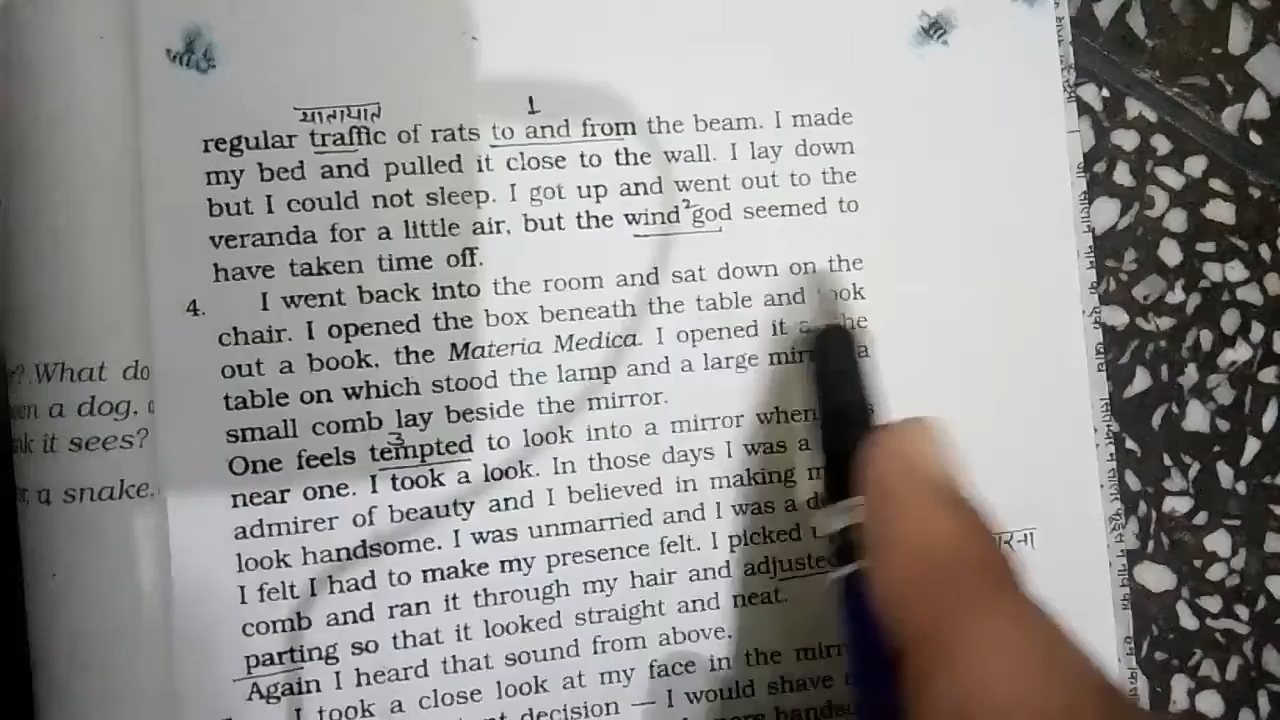 यातायात
1
regular traffic of rats to and from the beam. I made
my bed and pulled it close to the wall. I lay down
but I could not sleep. I got up and went out to the
veranda for a little air, but the wind god seemed to
2
have taken time off.
4. I went back into the room and sat down on the
chair. I opened the box beneath the table and
out a book, the Materia Medica. I opened it
table on which stood the lamp and a large a
small comb lay beside the mirror.
3
One feels tempted to look into a mirror when
near one. I took a look. In those days I was a
admirer of beauty and I believed in making
look handsome. I was unmarried and I was a
I felt I had to make my presence felt. I picked
comb and ran it through my hair and adjusted
parting so that it looked straight and neat.
Again I heard that sound from above.
I took a close look at my face in the
decision — I would shave
?.What do
a dog,
it sees?
a snake.